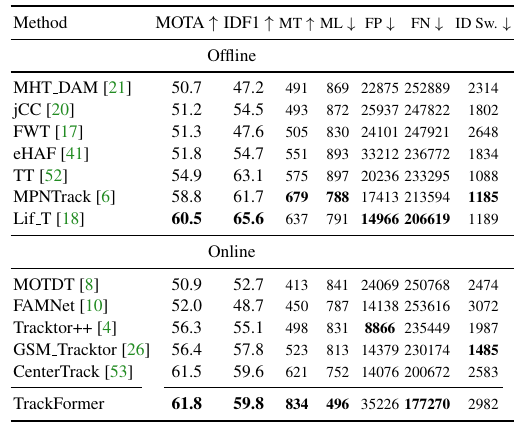 Method MOTA ↑ IDF1 ↑ MT ↑ ML ↓ FP ↓ FN ↓ ID Sw. ↓
Offline
MHT_DAM [21] 50.7 47.2 491 869 22875 252889 2314
jCC [20] 51.2 54.5 493 872 25937 247822 1802
FWT [17] 51.3 47.6 505 830 24101 247921 2648
eHAF [41] 51.8 54.7 551 893 33212 236772 1834
TT [52] 54.9 63.1 575 897 20236 233295 1088
MPNTrack [6] 58.8 61.7 679 788 17413 213594 1185
Lif_T [18] 60.5 65.6 637 791 14966 206619 1189
Online
MOTDT [8] 50.9 52.7 413 841 24069 250768 2474
FAMNet [10] 52.0 48.7 450 787 14138 253616 3072
Tracktor++ [4] 56.3 55.1 498 831 8866 235449 1987
GSM_Tracktor [26] 56.4 57.8 523 813 14379 230174 1485
CenterTrack [53] 61.5 59.6 621 752 14076 200672 2583
TrackFormer 61.8 59.8 834 496 35226 177270 2982